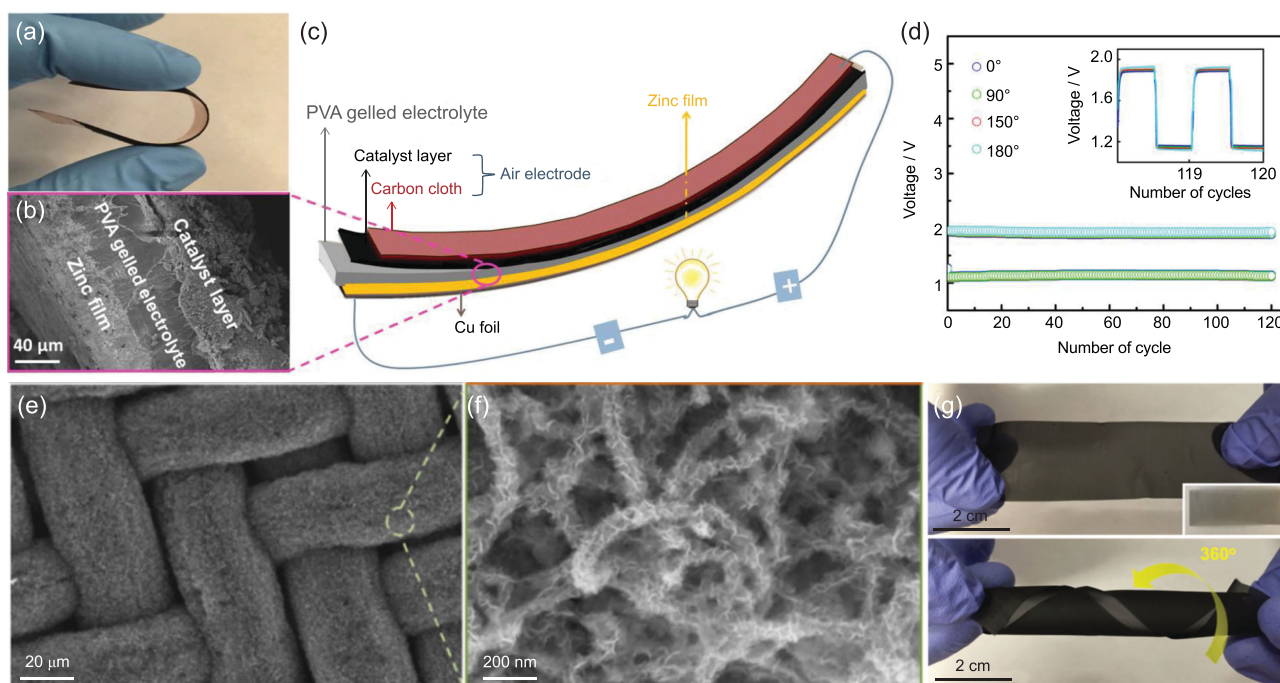 (a)
(b)
Zinc film
PVA gelled electrolyte
Catalyst layer
40 µm
(c)
PVA gelled electrolyte
Catalyst layer
Carbon cloth
Air electrode
Zinc film
Cu foil
-
+
(d)
Voltage / V
5
4
3
2
1
0°
90°
150°
180°
0 20 40 60 80 100 120
Number of cycle
Voltage / V
2.0
1.6
1.2
119 120
Number of cycles
(e)
20 µm
(f)
200 nm
(g)
2 cm
360°
2 cm